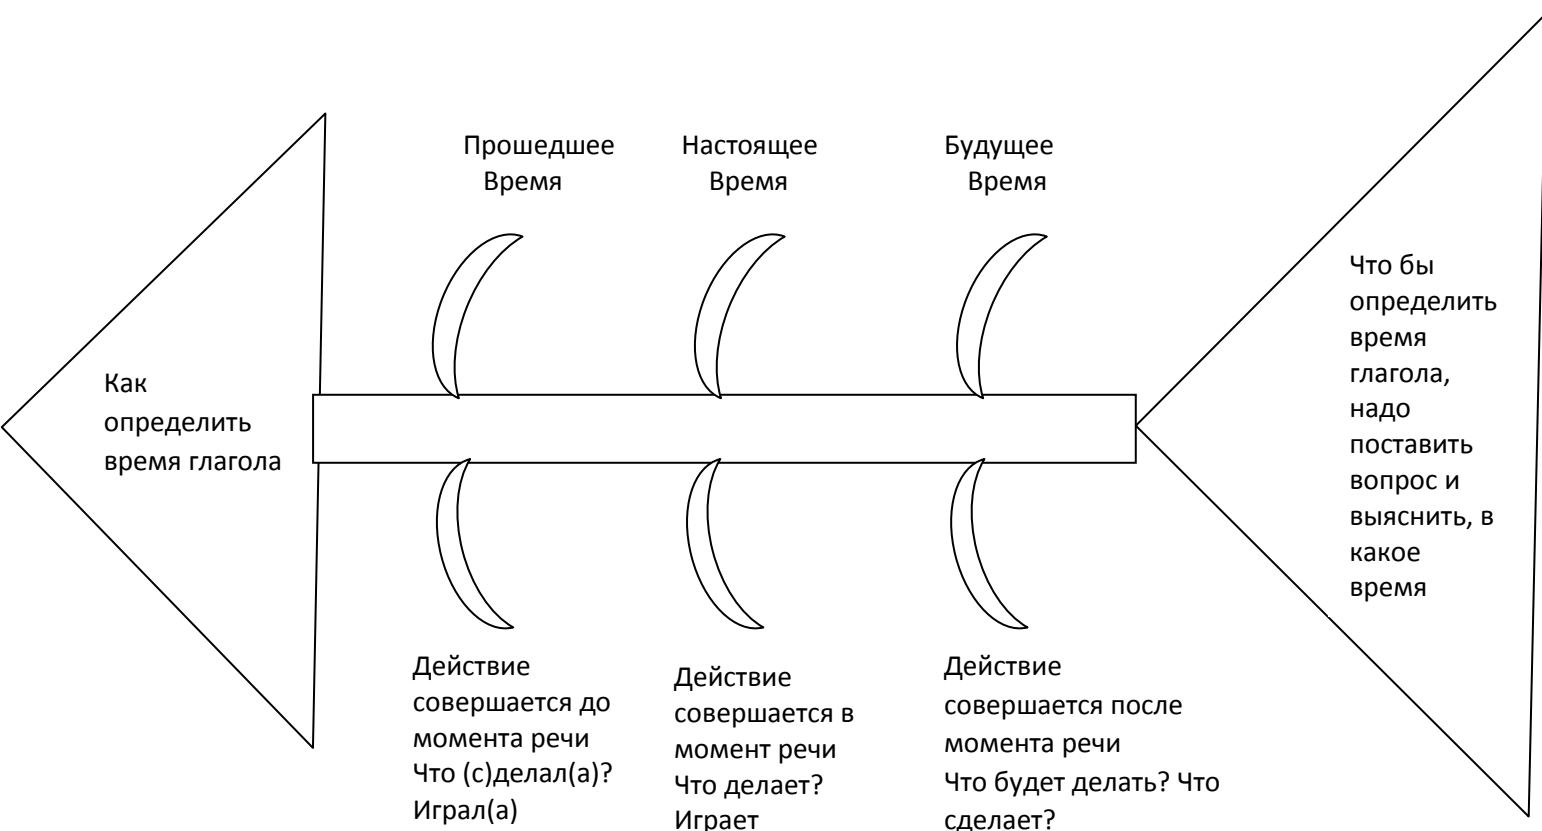 Прошедшее
Время
Настоящее
Время
Будущее
Время
Как
определить
время глагола
Что бы
определить
время
глагола,
надо
поставить
вопрос и
выяснить, в
какое
время
Действие
совершается до
момента речи
Что (с)делал(а)?
Играл(а)
Действие
совершается в
момент речи
Что делает?
Играет
Действие
совершается после
момента речи
Что будет делать? Что
сделает?